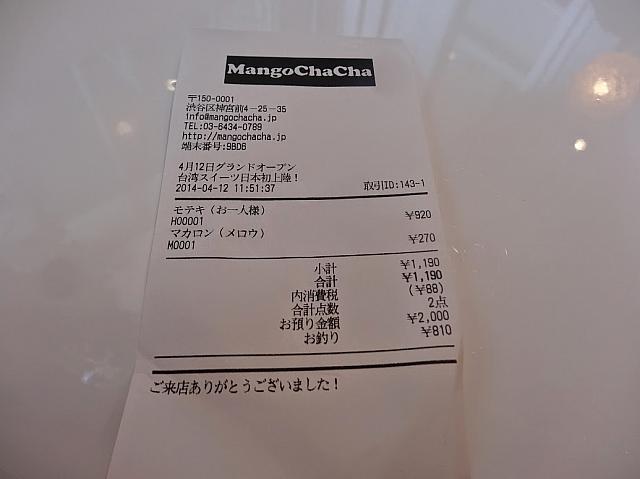 MangoChaCha
〒150-0001
渋谷区神宮前4-25-35
info@mangochacha.jp
TEL:03-6434-0789
http://mangochacha.jp
端末番号:9BD6
4月12日グランドオープン
台湾スイーツ日本初上陸!
2014-04-12 11:51:37 取引ID:143-1
モテキ(お一人様) ¥920
H00001
マカロン(メロウ) ¥270
M0001
小計 ¥1,190
合計 ¥1,190
内消費税 (¥88)
合計点数 2点
お預り金額 ¥2,000
お釣り ¥810
ご来店ありがとうございました!